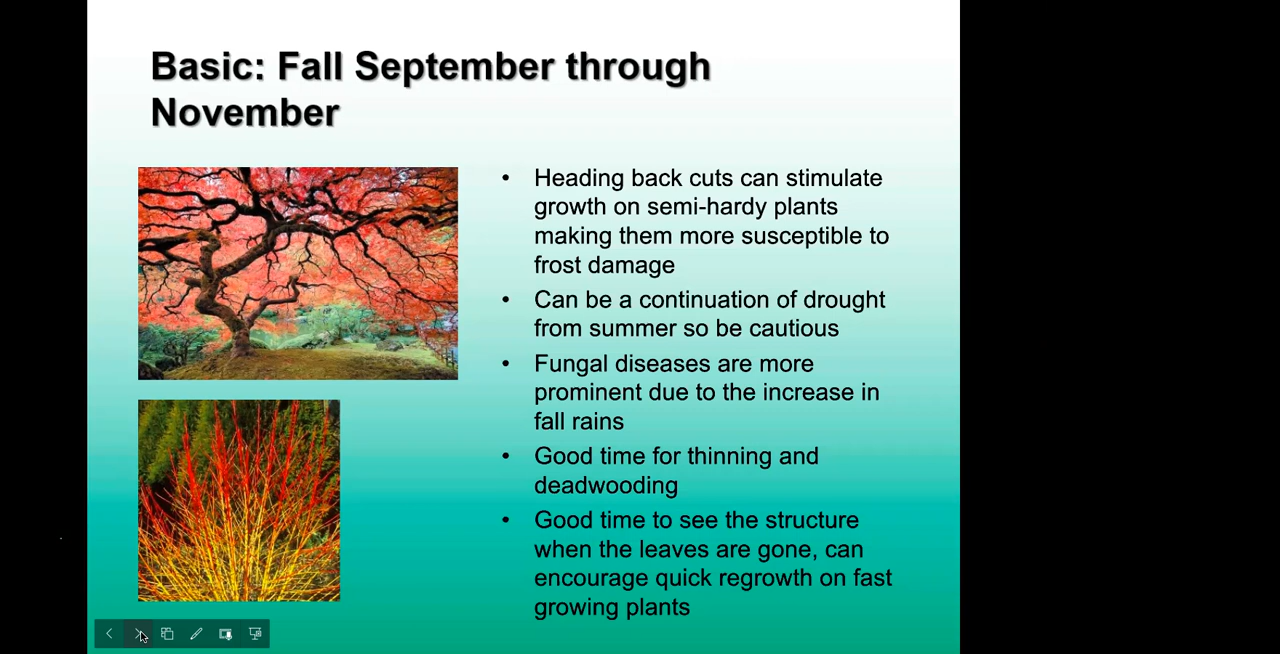 Basic: Fall September through
November
• Heading back cuts can stimulate
growth on semi-hardy plants
making them more susceptible to
frost damage
• Can be a continuation of drought
from summer so be cautious
• Fungal diseases are more
prominent due to the increase in
fall rains
• Good time for thinning and
deadwooding
• Good time to see the structure
when the leaves are gone, can
encourage quick regrowth on fast
growing plants